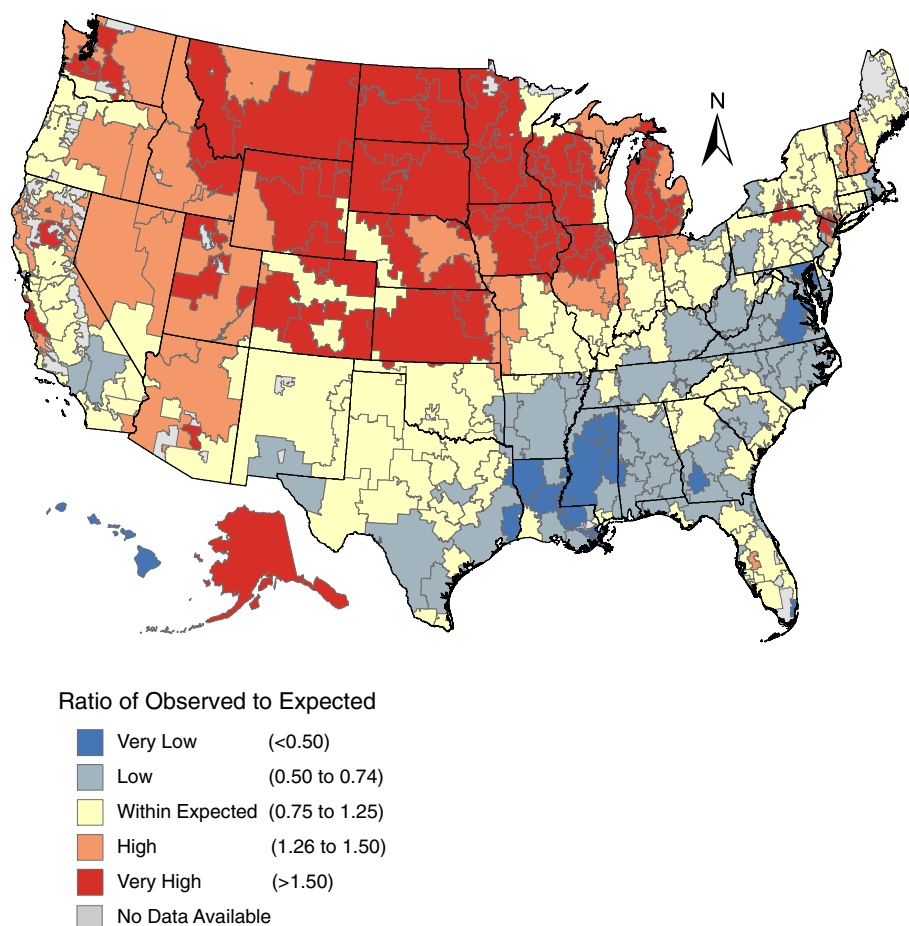 N
Ratio of Observed to Expected
Very Low (<0.50)
Low (0.50 to 0.74)
Within Expected (0.75 to 1.25)
High (1.26 to 1.50)
Very High (>1.50)
No Data Available